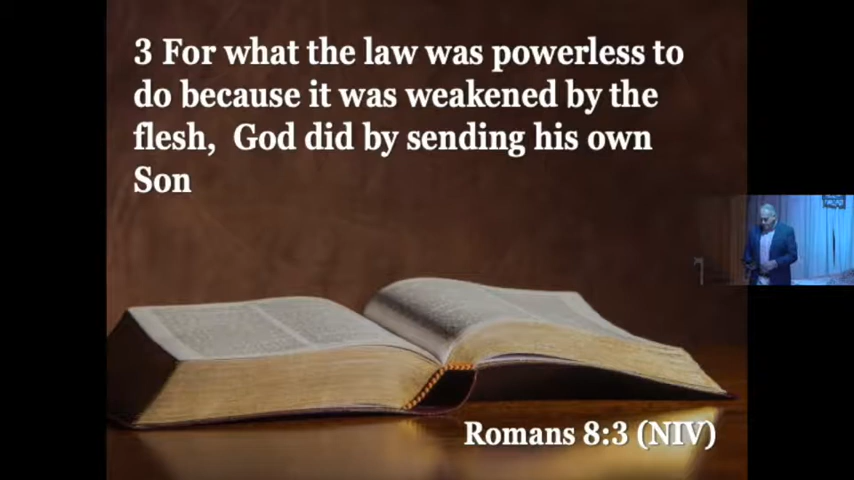 3 For what the law was powerless to
do because it was weakened by the
flesh, God did by sending his own
Son
Romans 8:3 (NIV)